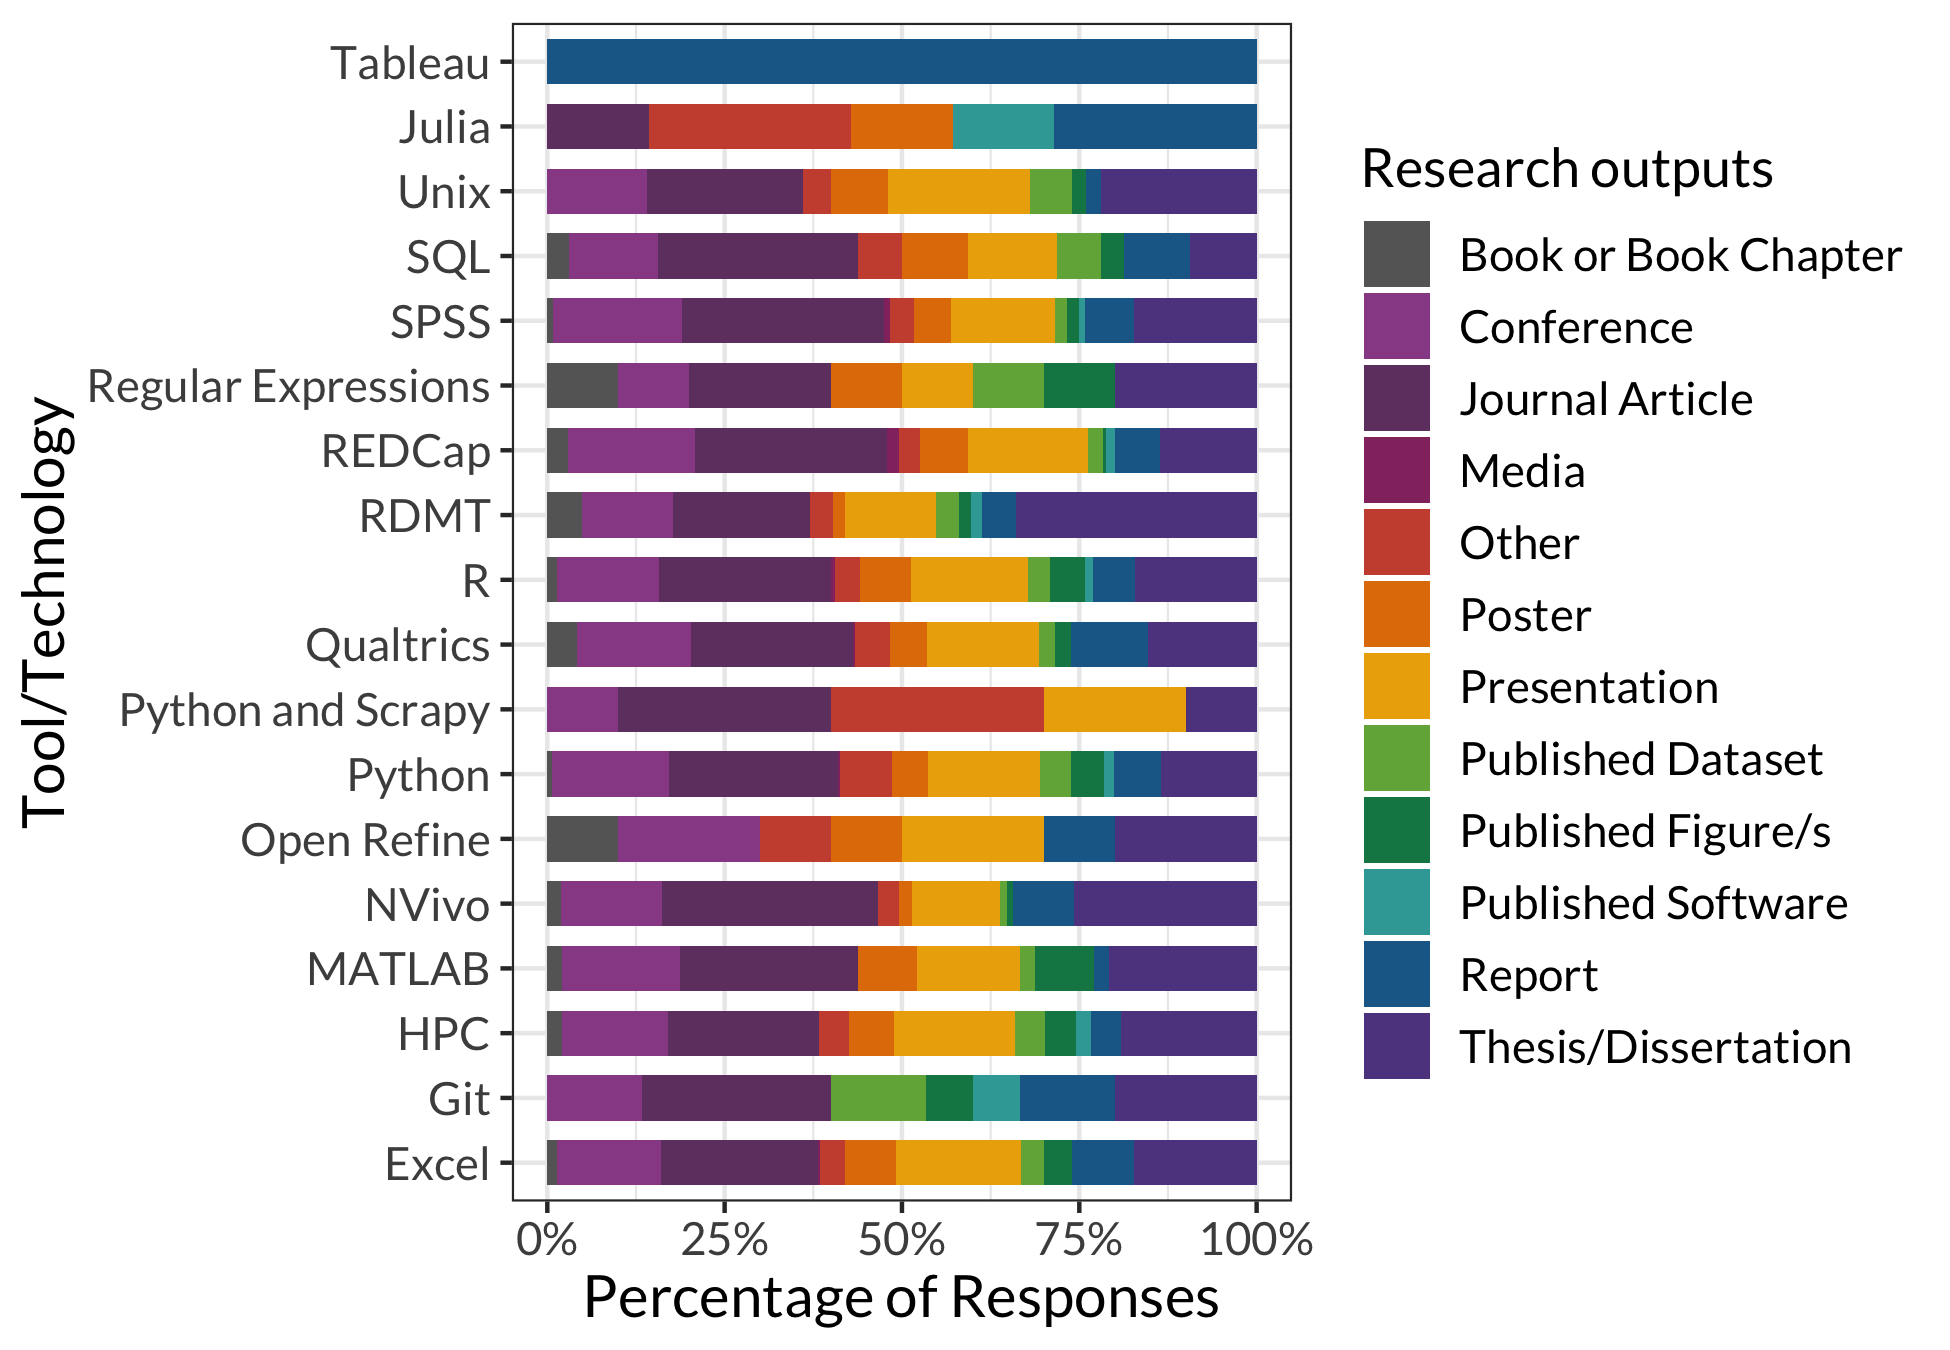 Tableau
Julia
Unix
SQL
SPSS
Regular Expressions
REDCap
RDMT
R
Qualtrics
Python and Scrapy
Python
Open Refine
NVivo
MATLAB
HPC
Git
Excel
Tool/Technology
0% 25% 50% 75% 100%
Percentage of Responses
Research outputs
Book or Book Chapter
Conference
Journal Article
Media
Other
Poster
Presentation
Published Dataset
Published Figure/s
Published Software
Report
Thesis/Dissertation